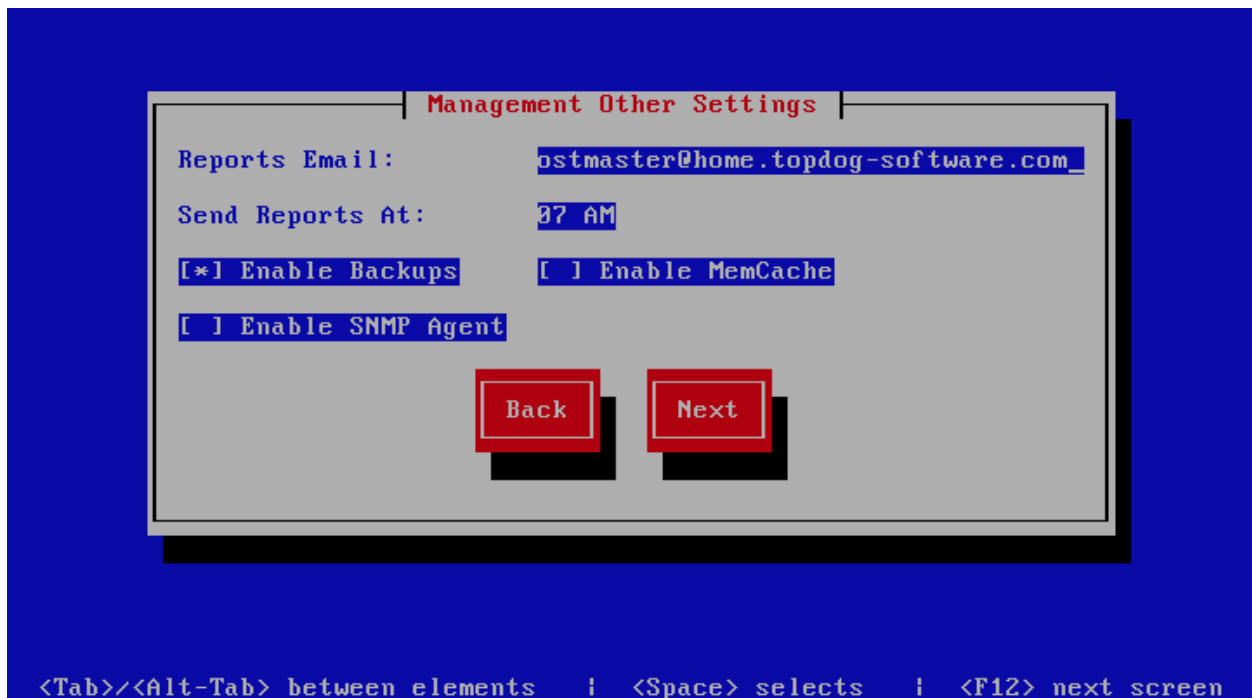 Management Other Settings
Reports Email: ostmaster@home.topdog-software.com_
Send Reports At: 07 AM
[*] Enable Backups [ ] Enable MemCache
[ ] Enable SNMP Agent
Back Next
<Tab>/<Alt-Tab> between elements | <Space> selects | <F12> next screen